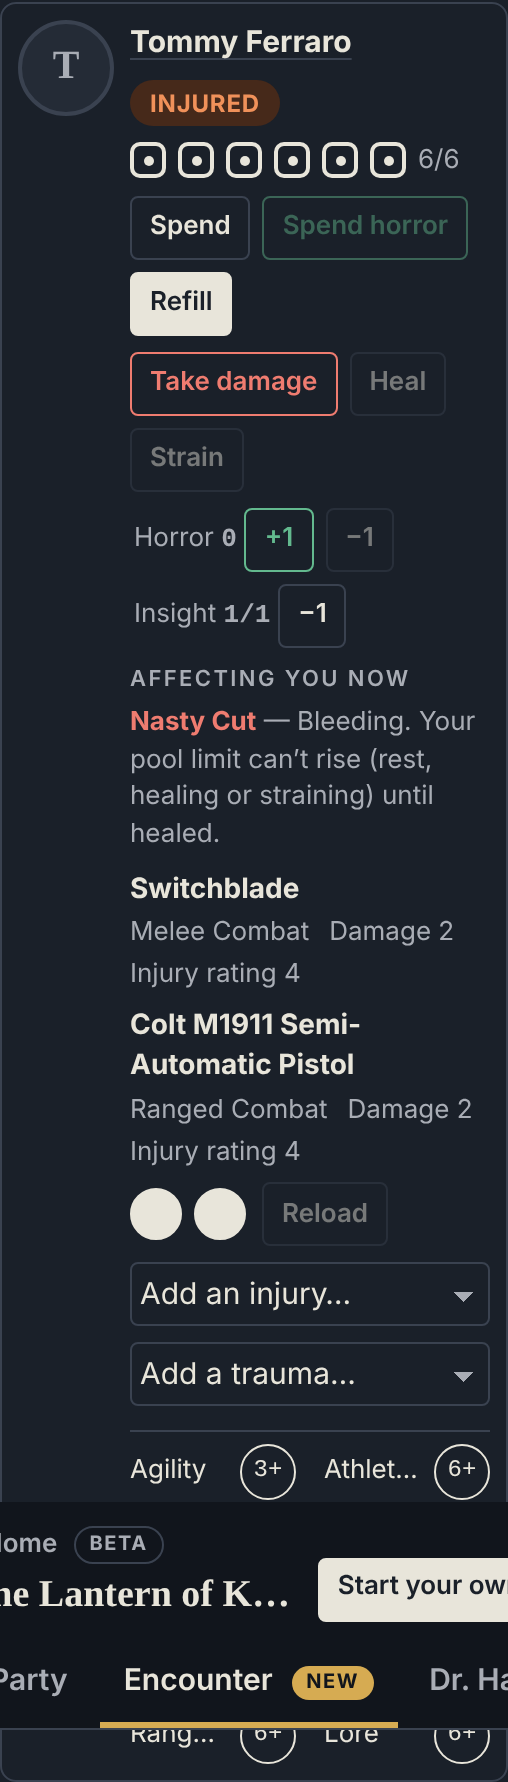 T
Tommy Ferraro
INJURED
6/6
Spend Spend horror
Refill
Take damage Heal
Strain
Horror 0 +1 −1
Insight 1/1 −1
AFFECTING YOU NOW
Nasty Cut — Bleeding. Your
pool limit can’t rise (rest,
healing or straining) until
healed.
Switchblade
Melee Combat Damage 2
Injury rating 4
Colt M1911 Semi-
Automatic Pistol
Ranged Combat Damage 2
Injury rating 4
Reload
Add an injury…
Add a trauma…
Agility 3+ Athlet… 6+
BETA
Lantern of K…
Start your
Party Encounter NEW Dr.
Rang… 6+ Lore 6+